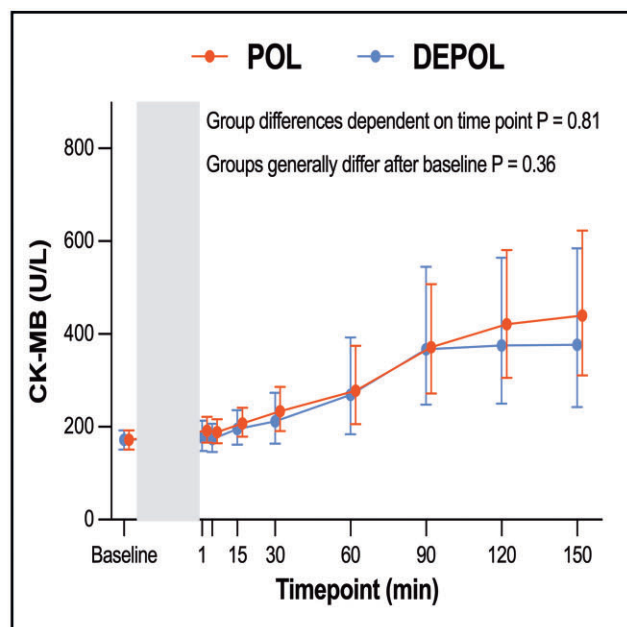 POL DEPOL
Group differences dependent on time point P = 0.81
Groups generally differ after baseline P = 0.36
CK-MB (U/L)
800
600
400
200
0
Baseline 1 15 30 60 90 120 150
Timepoint (min)